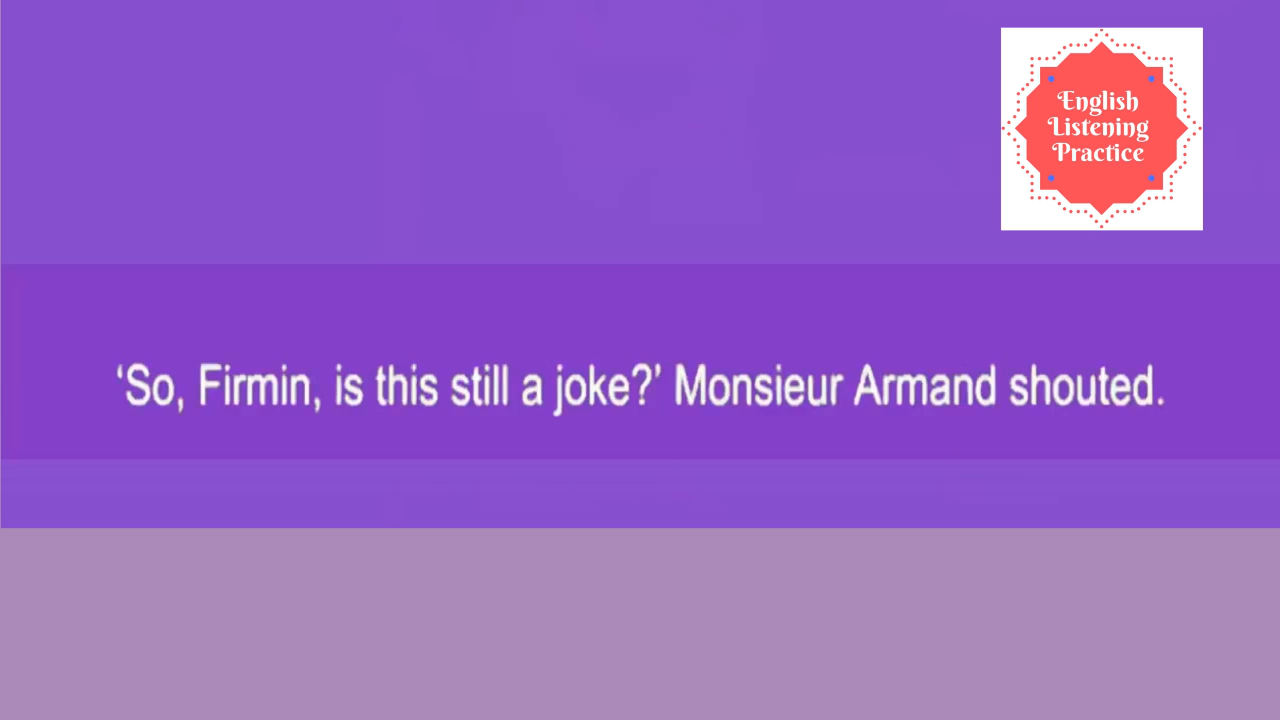 English
Listening
Practice
‘So, Firmin, is this still a joke?’ Monsieur Armand shouted.